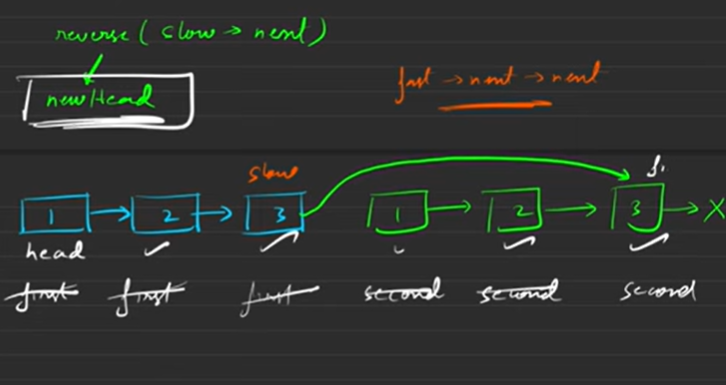 reverse ( slow → next )
newHead
fast → next → next
slow
f.
1 → 2 → 3 1 → 2 → 3 → X
head
first first first second second second